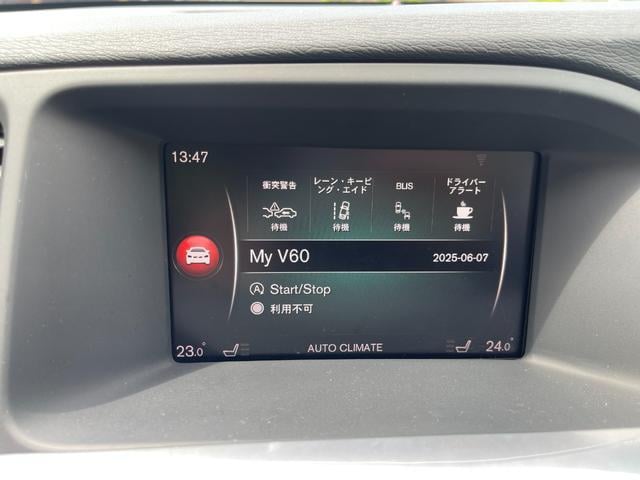 13:47
衝突警告
レーン・キーピ
ング・エイド
BLIS
ドライバー
アラート
待機
待機
待機
待機
My V60
2025-06-07
Start/Stop
利用不可
23.0°
AUTO CLIMATE
24.0°